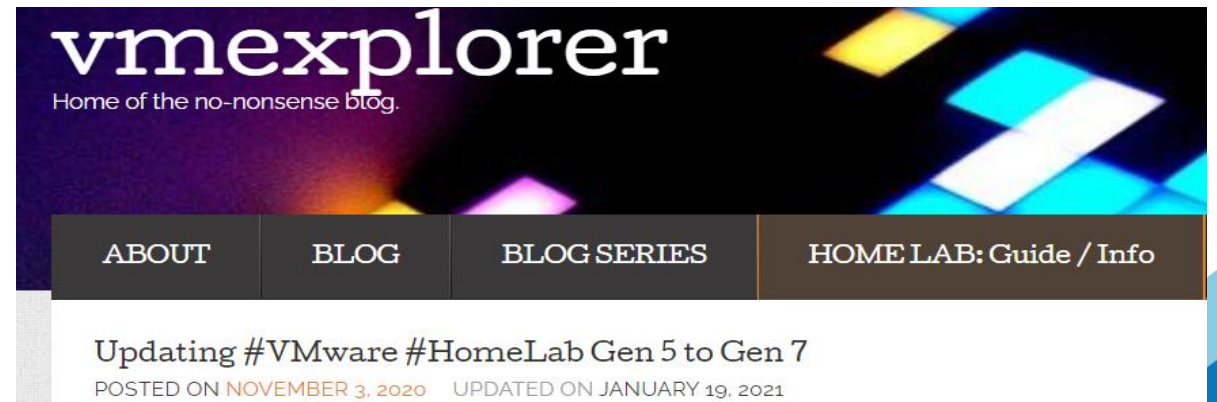 vmexplorer
Home of the no-nonsense blog.
ABOUT BLOG BLOG SERIES HOME LAB: Guide / Info
Updating #VMware #HomeLab Gen 5 to Gen 7
POSTED ON NOVEMBER 3, 2020 UPDATED ON JANUARY 19, 2021